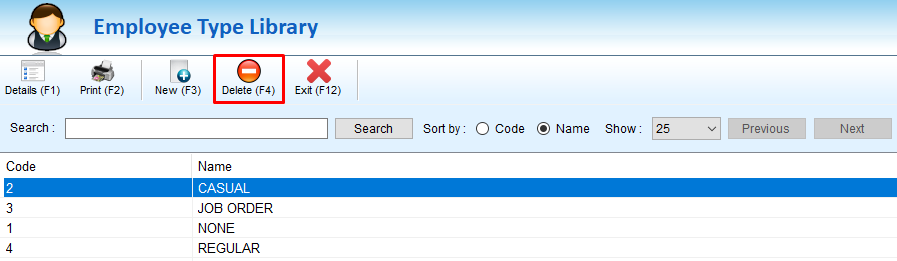 Employee Type Library
Details (F1) Print (F2) New (F3) Delete (F4) Exit (F12)
Search : Search Sort by : Code Name Show : 25 Previous Next
Code Name
2 CASUAL
3 JOB ORDER
1 NONE
4 REGULAR